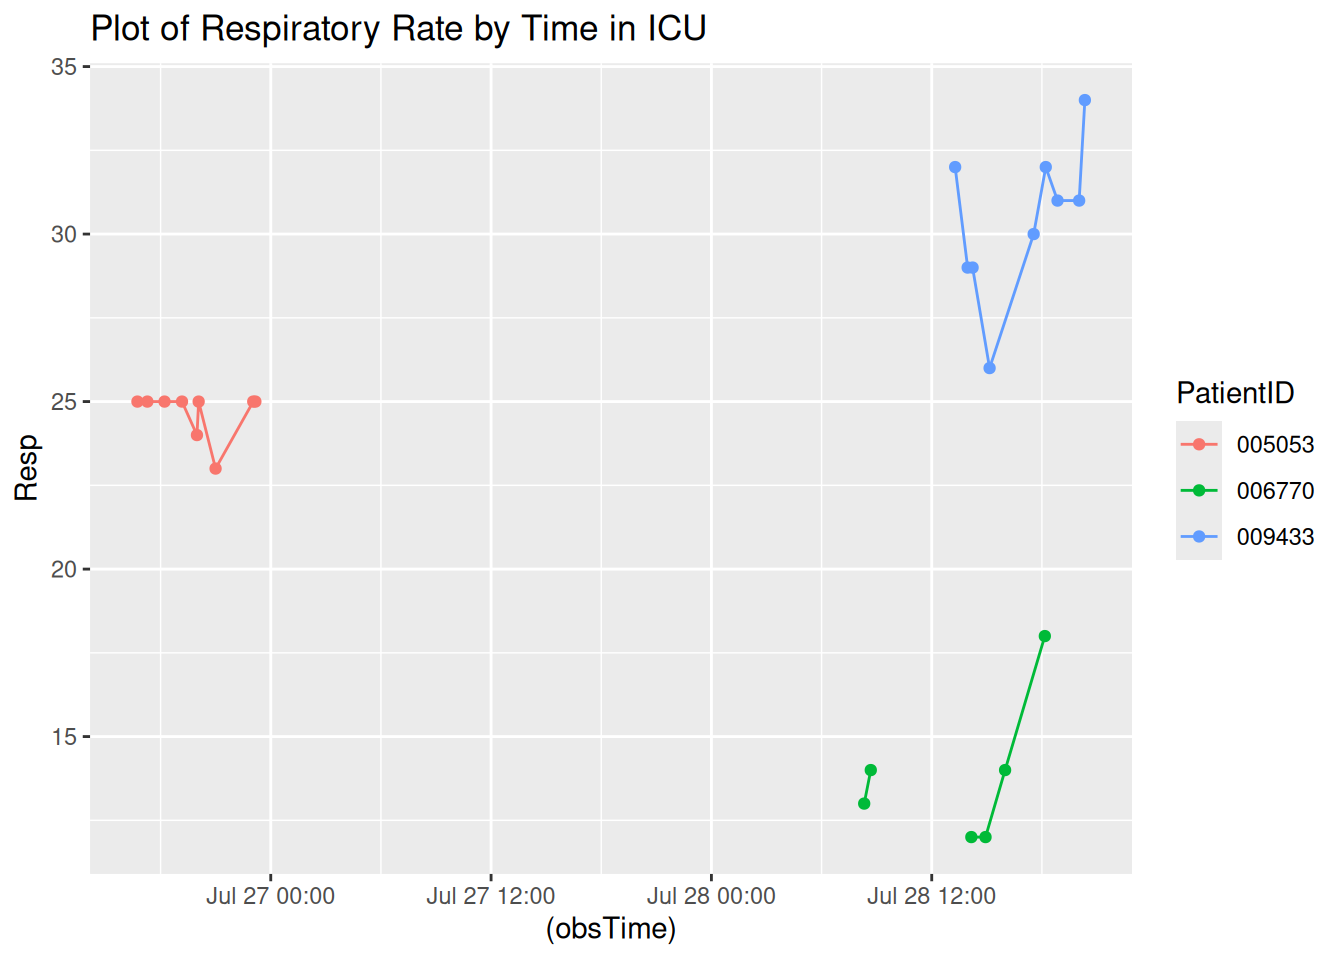 Plot of Respiratory Rate by Time in ICU
35
30
25
20
15
Resp
Jul 27 00:00
Jul 27 12:00
Jul 28 00:00
Jul 28 12:00
(obsTime)
PatientID
005053
006770
009433